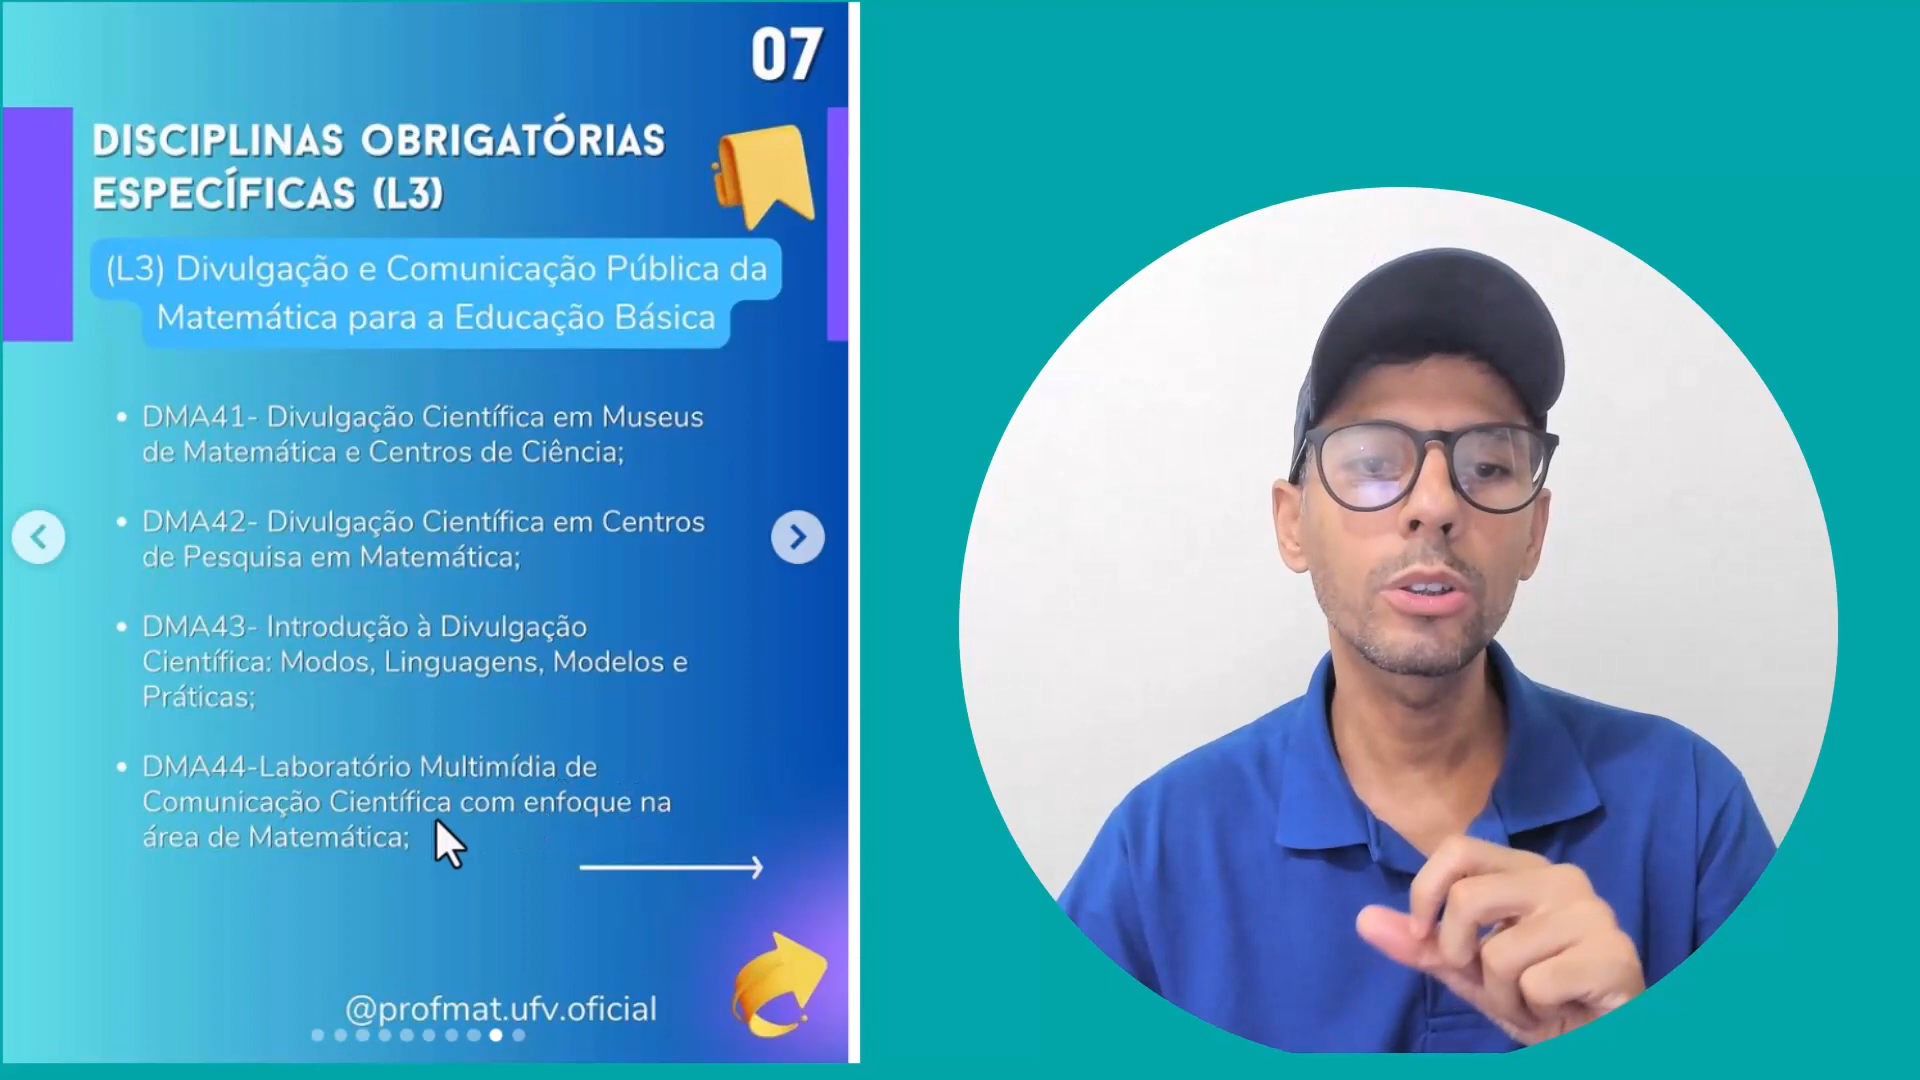 07
DISCIPLINAS OBRIGATÓRIAS
ESPECÍFICAS (L3)
(L3) Divulgação e Comunicação Pública da
Matemática para a Educação Básica
• DMA41- Divulgação Científica em Museus
de Matemática e Centros de Ciência;
• DMA42- Divulgação Científica em Centros
de Pesquisa em Matemática;
• DMA43- Introdução à Divulgação
Científica: Modos, Linguagens, Modelos e
Práticas;
• DMA44-Laboratório Multimídia de
Comunicação Científica com enfoque na
área de Matemática;
@profmat.ufv.oficial